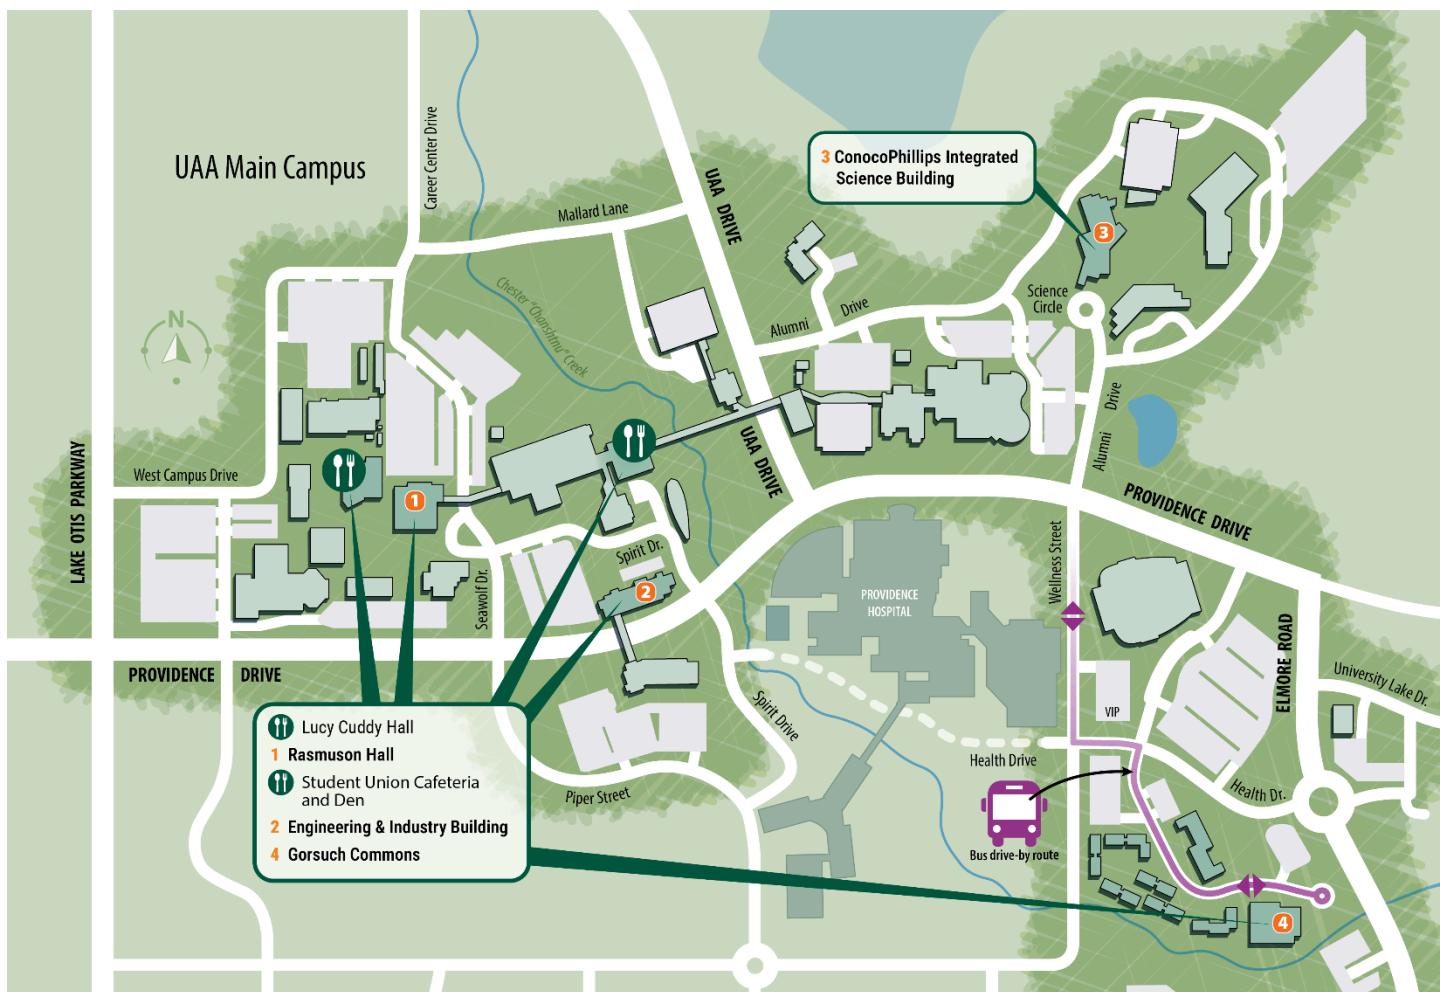 UAA Main Campus
Career Center Drive
Mallard Lane
UAA DRIVE
3 ConocoPhillips Integrated
Science Building
3
N
Chester "Chanshtnu" Creek
Alumni Drive
Science
Circle
Alumni Drive
LAKE OTIS PARKWAY
West Campus Drive
1
UAA DRIVE
PROVIDENCE DRIVE
Spirit Dr.
2
Seawolf Dr.
PROVIDENCE
HOSPITAL
Wellness Street
ELMORE ROAD
University Lake Dr.
PROVIDENCE DRIVE
VIP
Spirit Drive
Lucy Cuddy Hall
1 Rasmuson Hall
Student Union Cafeteria
and Den
2 Engineering & Industry Building
4 Gorsuch Commons
Piper Street
Health Drive
Health Dr.
Bus drive-by route
4